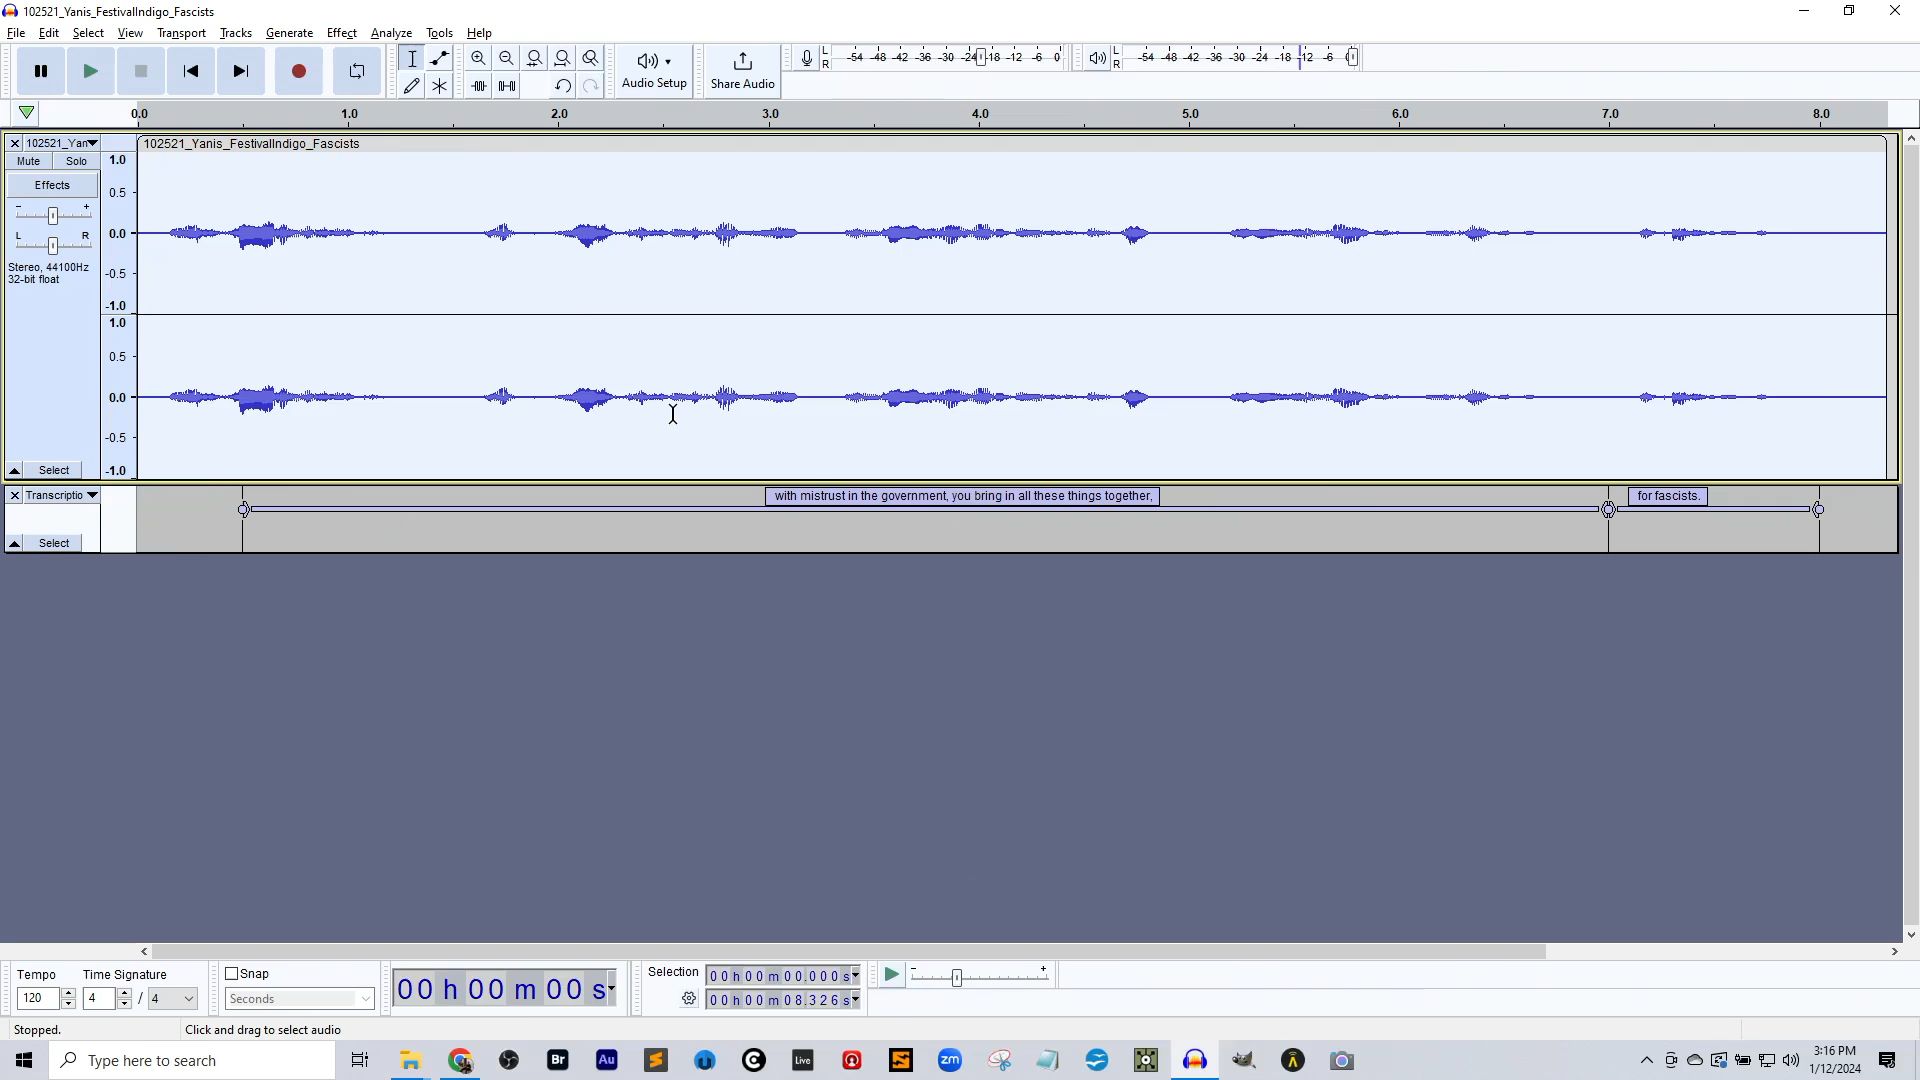 102521_Yanis_FestivalIndigo_Fascists
File Edit Select View Transport Tracks Generate Effect Analyze Tools Help
Audio Setup
Share Audio
L
R
-54 -48 -42 -36 -30 -24 -18 -12 -6 0
L
R
-54 -48 -42 -36 -30 -24 -18 -12 -6 0
0.0 1.0 2.0 3.0 4.0 5.0 6.0 7.0 8.0
102521_Yan
102521_Yanis_FestivalIndigo_Fascists
Mute Solo
Effects
- +
L R
Stereo, 44100Hz
32-bit float
Select
1.0
0.5
0.0
-0.5
-1.0
1.0
0.5
0.0
-0.5
-1.0
Transcriptio
with mistrust in the government, you bring in all these things together,
for fascists.
Select
Tempo
120
Time Signature
4 / 4
Snap
Seconds
00 h 00 m 00 s
Selection
00 h 00 m 00.000 s
00 h 00 m 08.326 s
- +
Stopped.
Click and drag to select audio
Type here to search
Br
Au
Live
zm
3:16 PM
1/12/2024